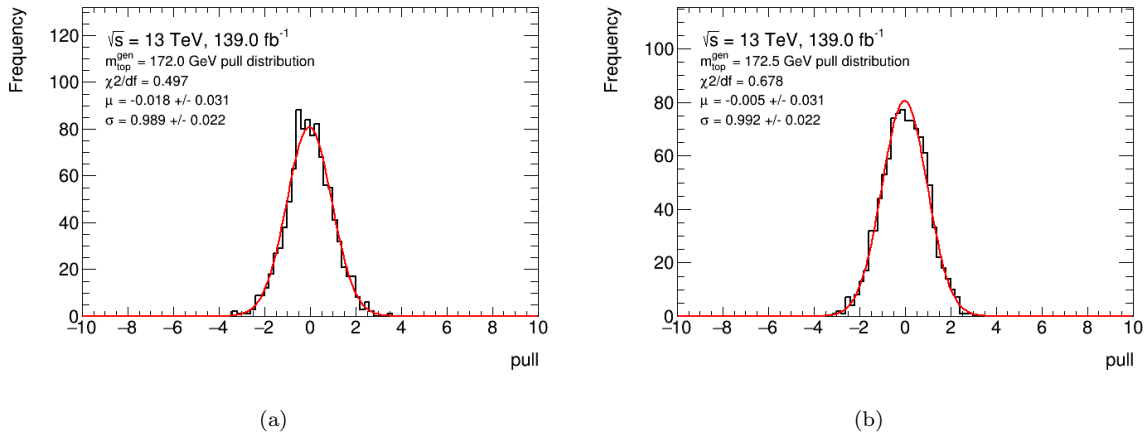 Frequency
120
100
80
60
40
20
0
√s = 13 TeV, 139.0 fb⁻¹
m_top^gen = 172.0 GeV pull distribution
χ2/df = 0.497
μ = -0.018 +/- 0.031
σ = 0.989 +/- 0.022
−10 −8 −6 −4 −2 0 2 4 6 8 10
pull
(a)
Frequency
100
80
60
40
20
0
√s = 13 TeV, 139.0 fb⁻¹
m_top^gen = 172.5 GeV pull distribution
χ2/df = 0.678
μ = -0.005 +/- 0.031
σ = 0.992 +/- 0.022
−10 −8 −6 −4 −2 0 2 4 6 8 10
pull
(b)